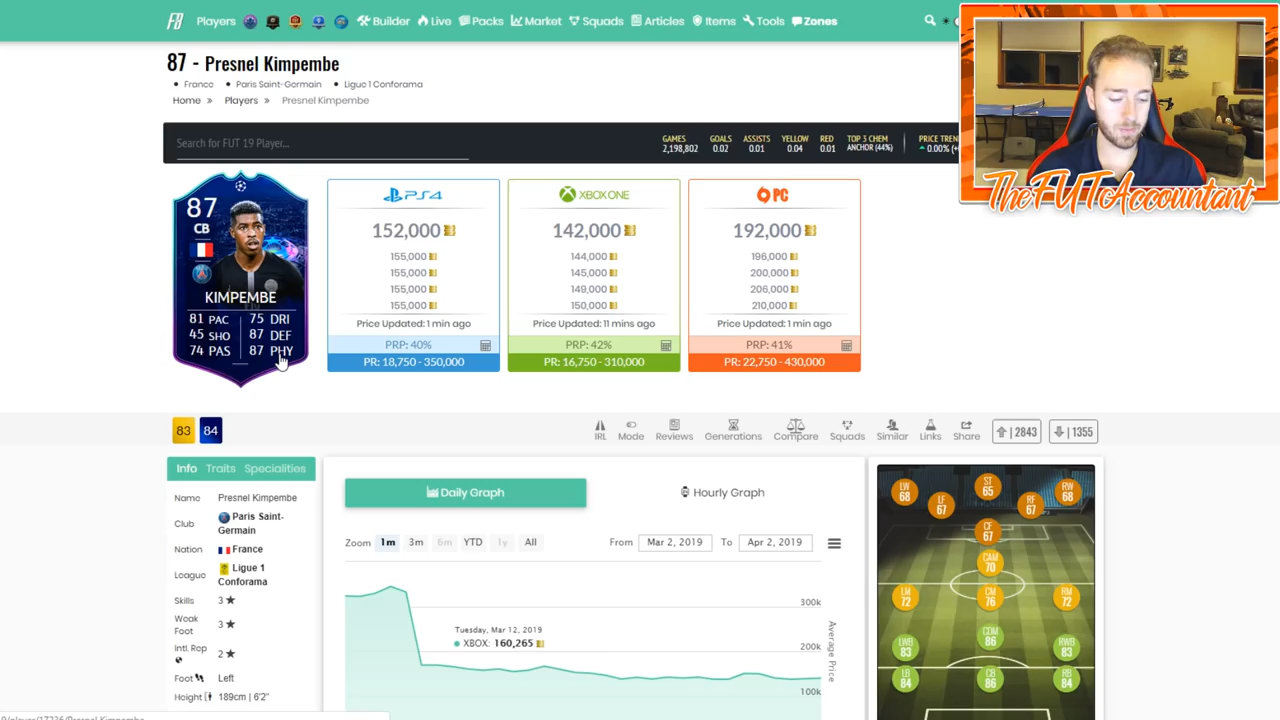 F8 Players Builder Live Packs Market Squads Articles Items Tools Zones
87 - Presnel Kimpembe
France Paris Saint-Germain Ligue 1 Conforama
Home » Players » Presnel Kimpembe
Search for FUT 19 Player...
GAMES GOALS ASSISTS YELLOW RED TOP 3 CHEM PRICE TREN
2,198,802 0.02 0.01 0.04 0.01 ANCHOR (44%) 0.00% (+
TheFUTAccountant
87
CB
KIMPEMBE
81 PAC 75 DRI
45 SHO 87 DEF
74 PAS 87 PHY
PS4
152,000
155,000
155,000
155,000
155,000
Price Updated: 1 min ago
PRP: 40%
PR: 18,750 - 350,000
XBOX ONE
142,000
144,000
145,000
149,000
150,000
Price Updated: 11 mins ago
PRP: 42%
PR: 16,750 - 310,000
PC
192,000
196,000
200,000
206,000
210,000
Price Updated: 1 min ago
PRP: 41%
PR: 22,750 - 430,000
83 84
IRL Mode Reviews Generations Compare Squads Similar Links Share | 2843 | 1355
Info Traits Specialities
Name Presnel Kimpembe
Club Paris Saint-
Germain
Nation France
League Ligue 1
Conforama
Skills 3
Weak
Foot 3
Intl. Rep 2
Foot Left
Height 189cm | 6'2"
Daily Graph Hourly Graph
Zoom 1m 3m 6m YTD 1y All From Mar 2, 2019 To Apr 2, 2019
300k
Tuesday, Mar 12, 2019
XBOX: 160,265
200k
100k
Average Price
LW
68
LF
67
ST
65
RF
67
RW
68
CF
67
CAM
70
LM
72
CM
76
RM
72
LWB
83
CDM
86
RWB
83
LB
84
CB
86
RB
84